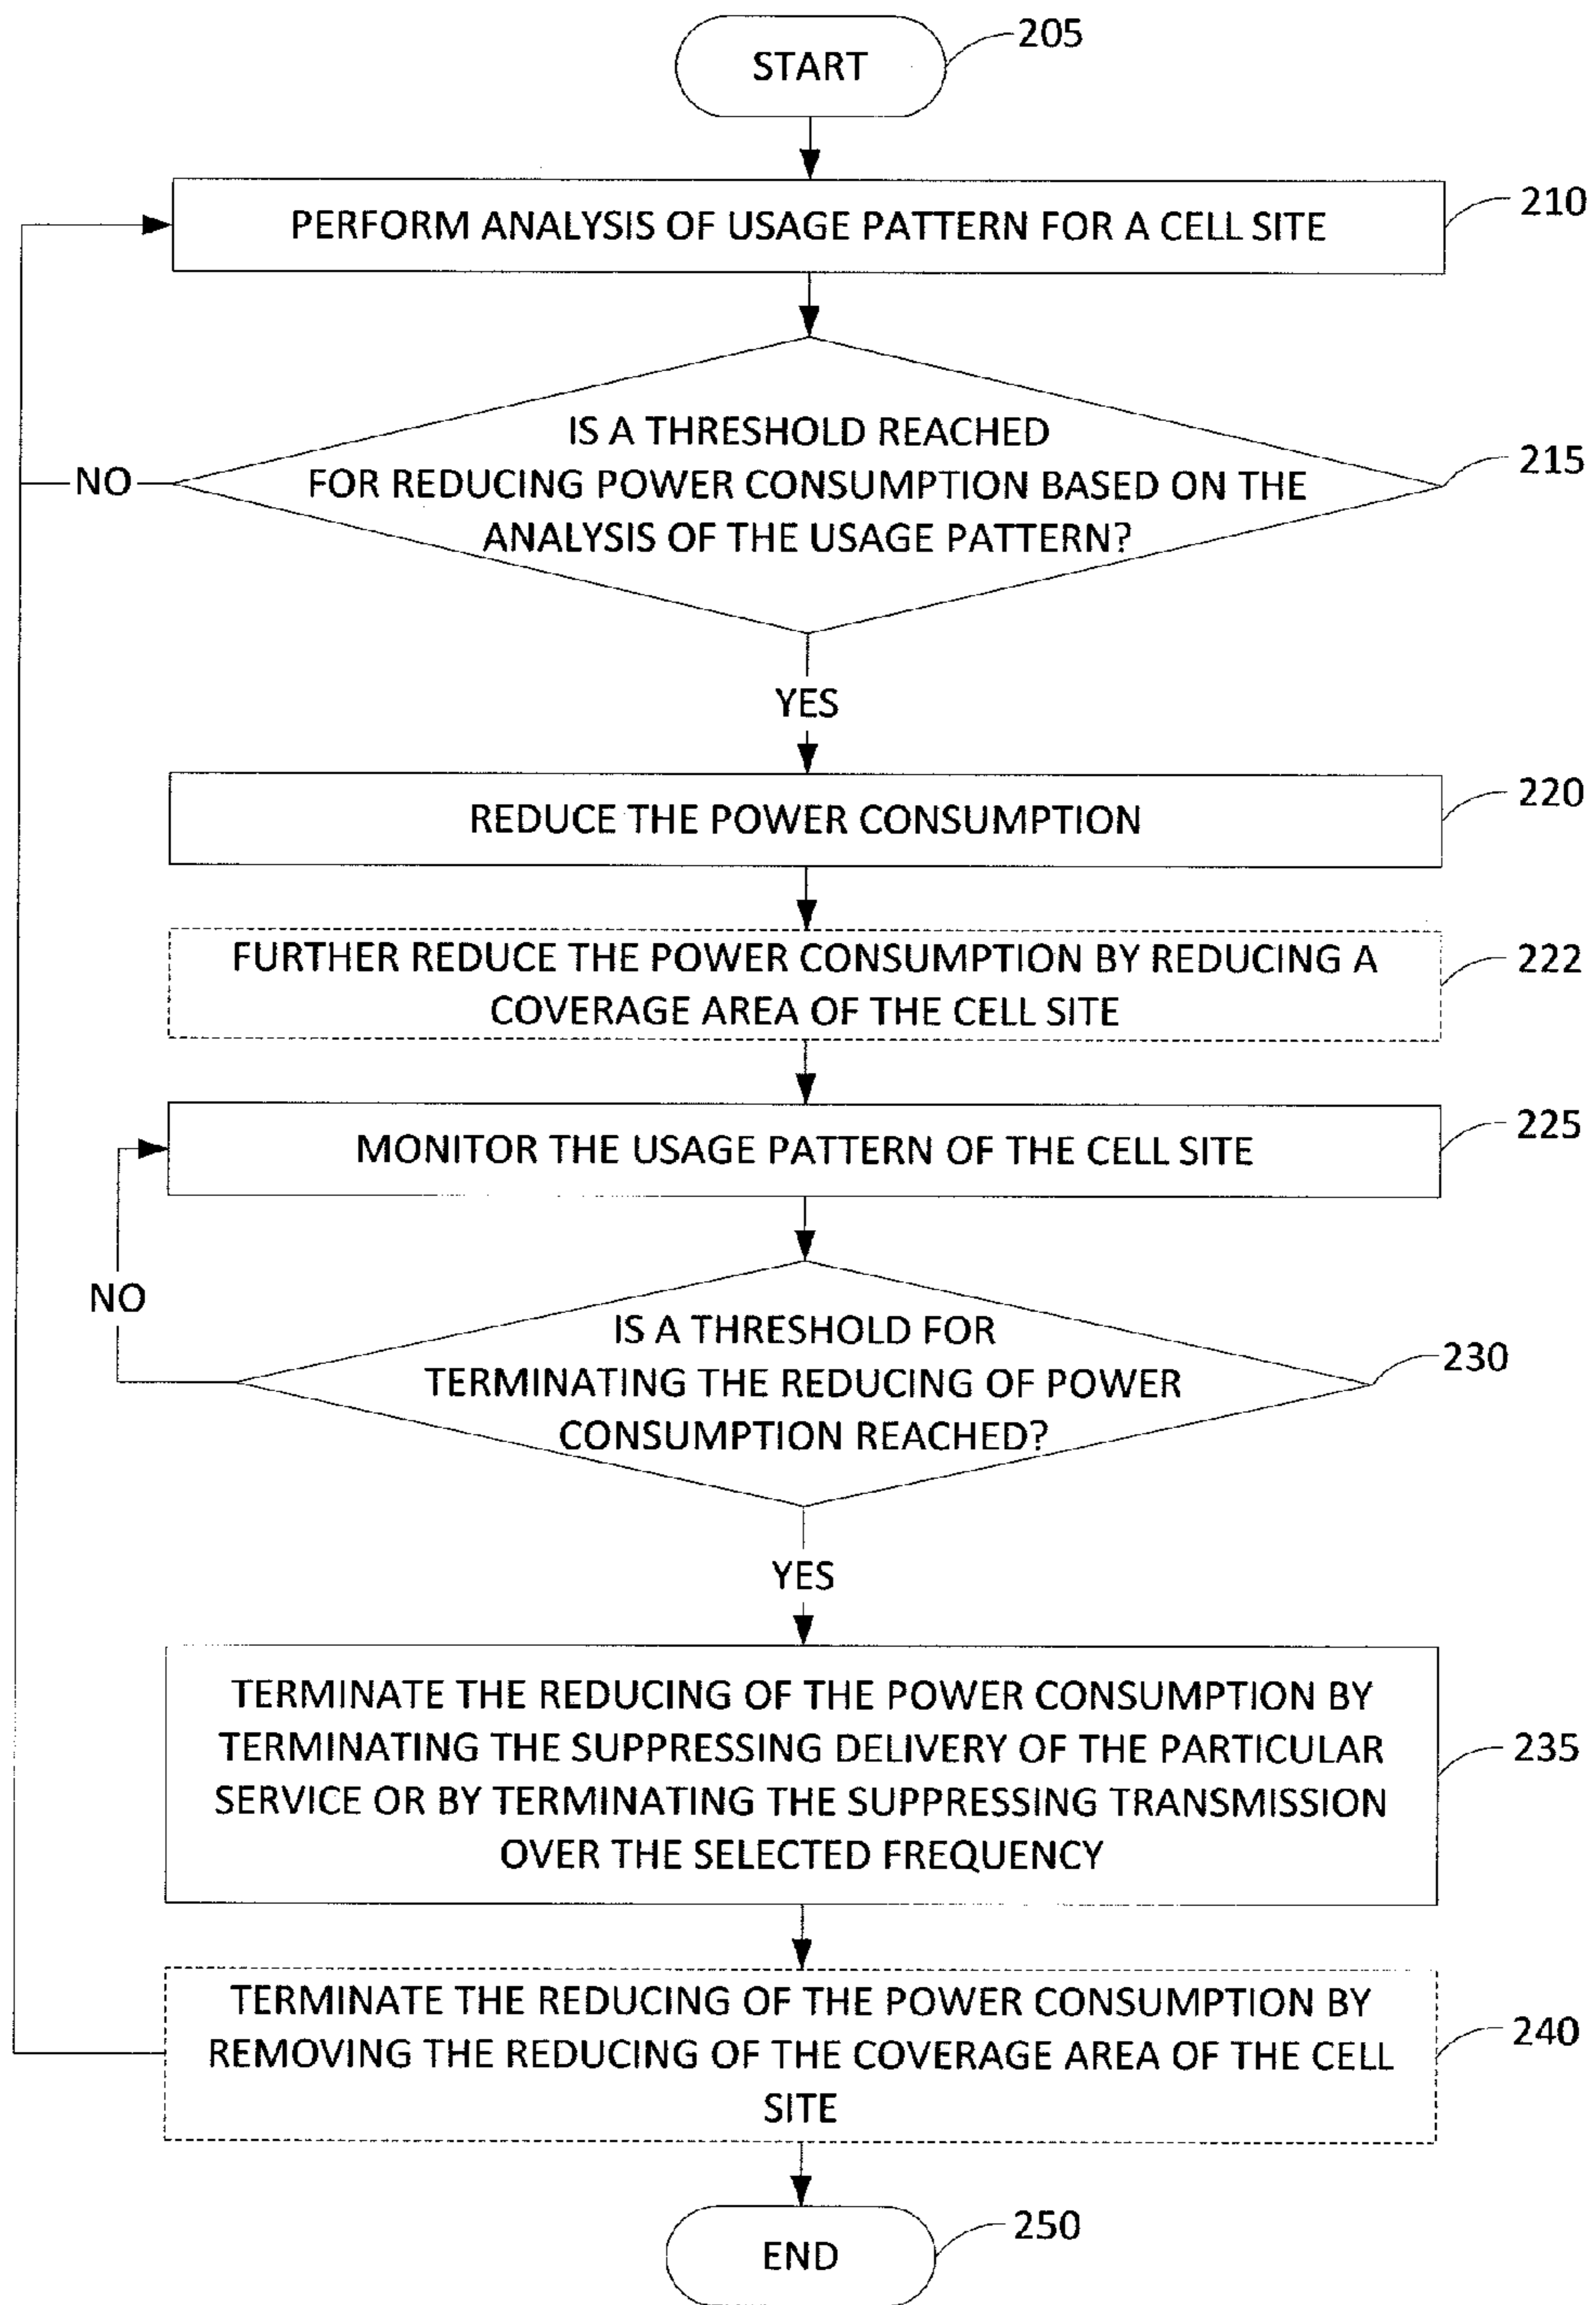 START
205
PERFORM ANALYSIS OF USAGE PATTERN FOR A CELL SITE
210
IS A THRESHOLD REACHED
FOR REDUCING POWER CONSUMPTION BASED ON THE
ANALYSIS OF THE USAGE PATTERN?
215
NO
YES
REDUCE THE POWER CONSUMPTION
220
FURTHER REDUCE THE POWER CONSUMPTION BY REDUCING A
COVERAGE AREA OF THE CELL SITE
222
MONITOR THE USAGE PATTERN OF THE CELL SITE
225
NO
IS A THRESHOLD FOR
TERMINATING THE REDUCING OF POWER
CONSUMPTION REACHED?
230
YES
TERMINATE THE REDUCING OF THE POWER CONSUMPTION BY
TERMINATING THE SUPPRESSING DELIVERY OF THE PARTICULAR
SERVICE OR BY TERMINATING THE SUPPRESSING TRANSMISSION
OVER THE SELECTED FREQUENCY
235
TERMINATE THE REDUCING OF THE POWER CONSUMPTION BY
REMOVING THE REDUCING OF THE COVERAGE AREA OF THE CELL
SITE
240
END
250